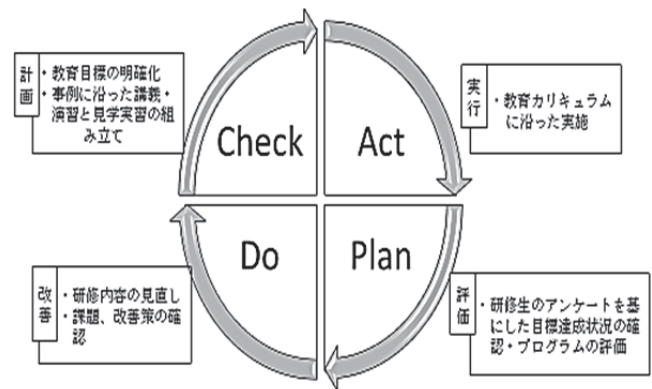 計画
・教育目標の明確化
・事例に沿った講義・
演習と見学実習の組
み立て
Check
Act
実行
・教育カリキュラム
に沿った実施
Do
Plan
改善
・研修内容の見直し
・課題、改善策の確
認
評価
・研修生のアンケートを基
にした目標達成状況の確
認・プログラムの評価